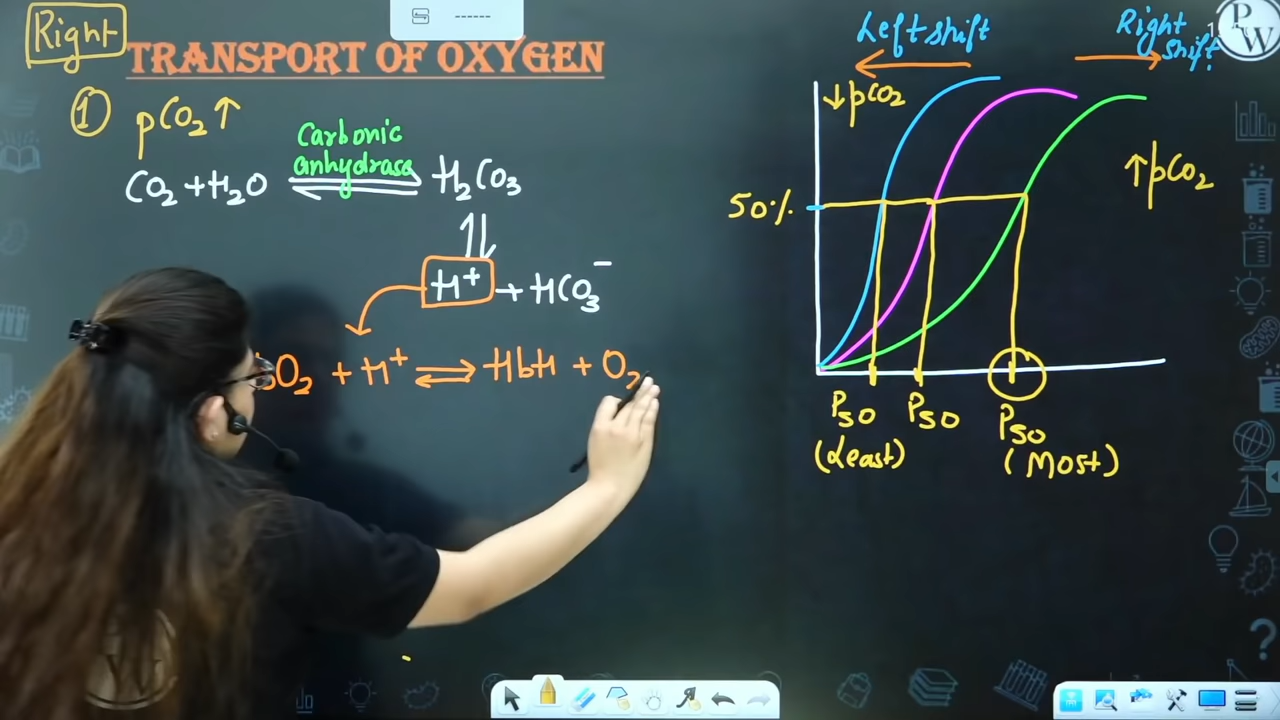 Right
TRANSPORT OF OXYGEN
① pCO₂ ↑
Carbonic
anhydrase
CO₂ + H₂O ⇌ H₂CO₃
⇅
H⁺ + HCO₃⁻
O₂ + H⁺ ⇌ HbH + O₂
Left shift
Right
shift
PW
↓pCO₂
↑pCO₂
50%
P50 P50 P50
(Least) (Most)